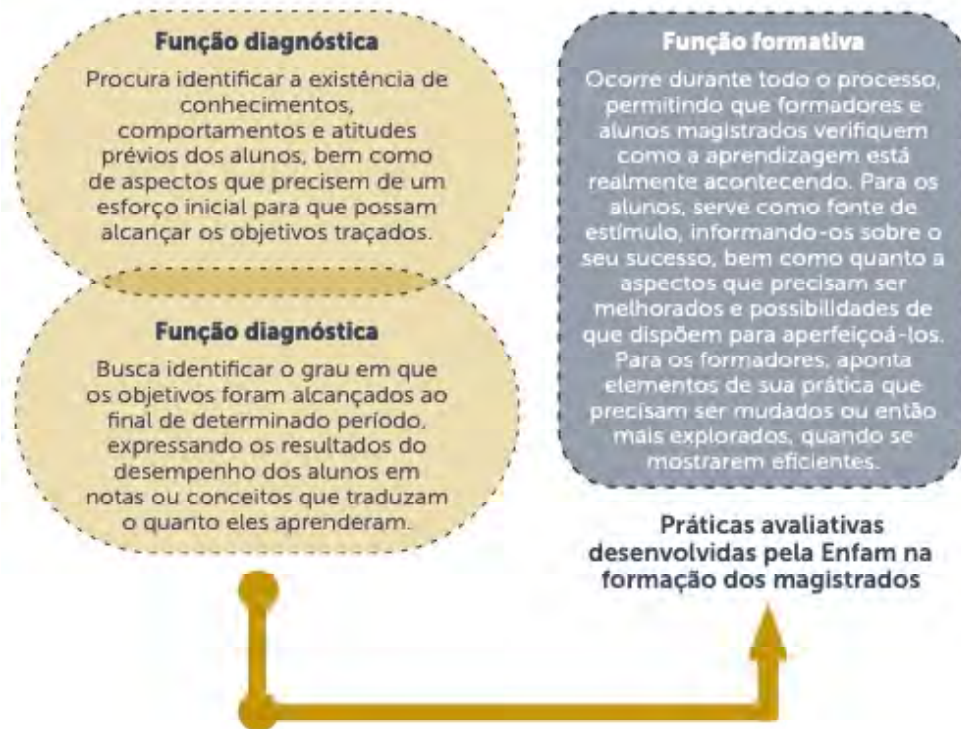 Função diagnóstica
Procura identificar a existência de
conhecimentos,
comportamentos e atitudes
prévios dos alunos, bem como
de aspectos que precisem de um
esforço inicial para que possam
alcançar os objetivos traçados.
Função diagnóstica
Busca identificar o grau em que
os objetivos foram alcançados ao
final de determinado período,
expressando os resultados do
desempenho dos alunos em
notas ou conceitos que traduzam
o quanto eles aprenderam.
Função formativa
Ocorre durante todo o processo,
permitindo que formadores e
alunos magistrados verifiquem
como a aprendizagem está
realmente acontecendo. Para os
alunos, serve como fonte de
estímulo, informando-os sobre o
seu sucesso, bem como quanto a
aspectos que precisam ser
melhorados e possibilidades de
que dispõem para aperfeiçoá-los.
Para os formadores, aponta
elementos de sua prática que
precisam ser mudados ou então
mais explorados, quando se
mostrarem eficientes.
Práticas avaliativas
desenvolvidas pela Enfam na
formação dos magistrados